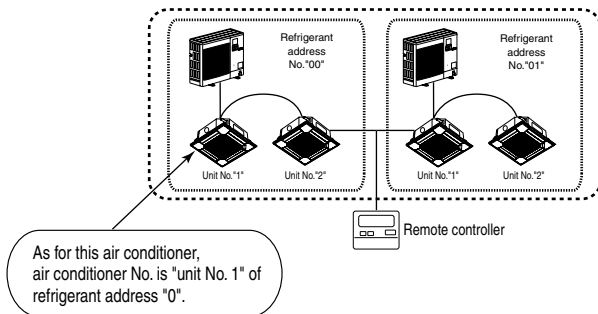 Refrigerant
address
No."00"
Refrigerant
address
No."01"
Unit No."1"
Unit No."2"
Unit No."1"
Unit No."2"
Remote controller
As for this air conditioner,
air conditioner No. is "unit No. 1" of
refrigerant address "0".